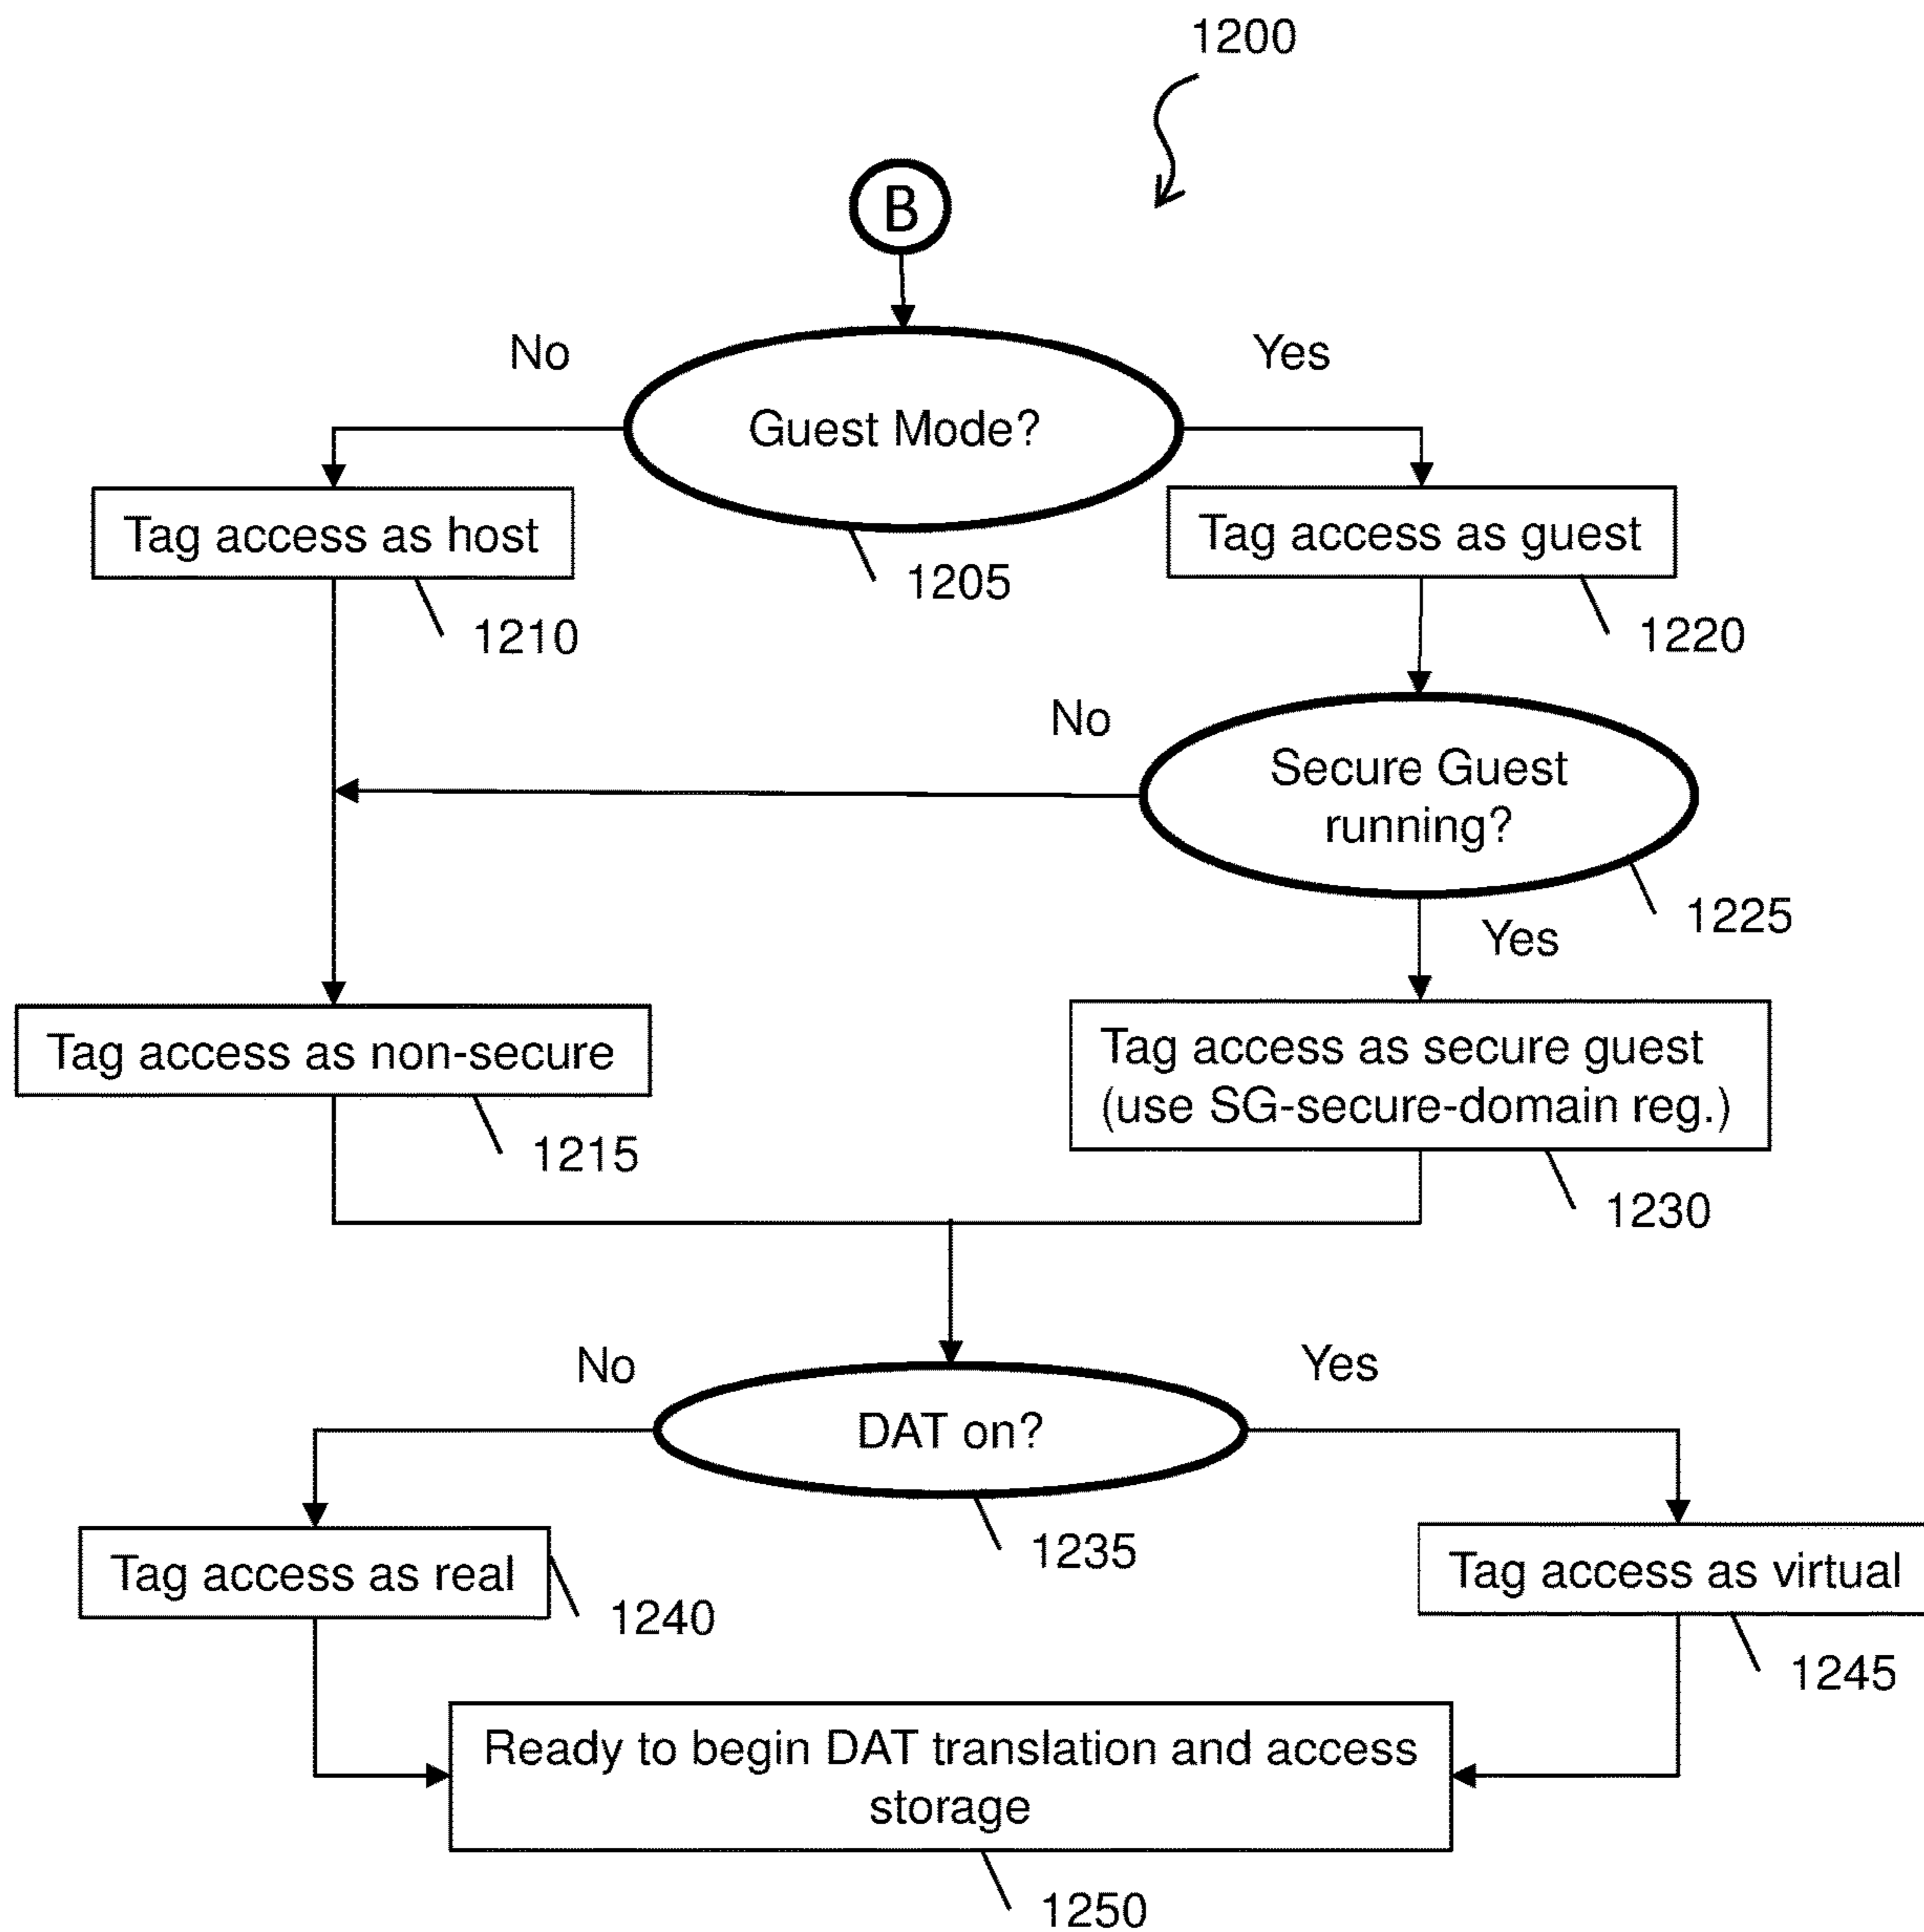 1200
B
No
Yes
Guest Mode?
Tag access as host
Tag access as guest
1205
1210
1220
No
Secure Guest
running?
1225
Yes
Tag access as non-secure
Tag access as secure guest
(use SG-secure-domain reg.)
1215
1230
No
Yes
DAT on?
1235
Tag access as real
Tag access as virtual
1240
1245
Ready to begin DAT translation and access
storage
1250